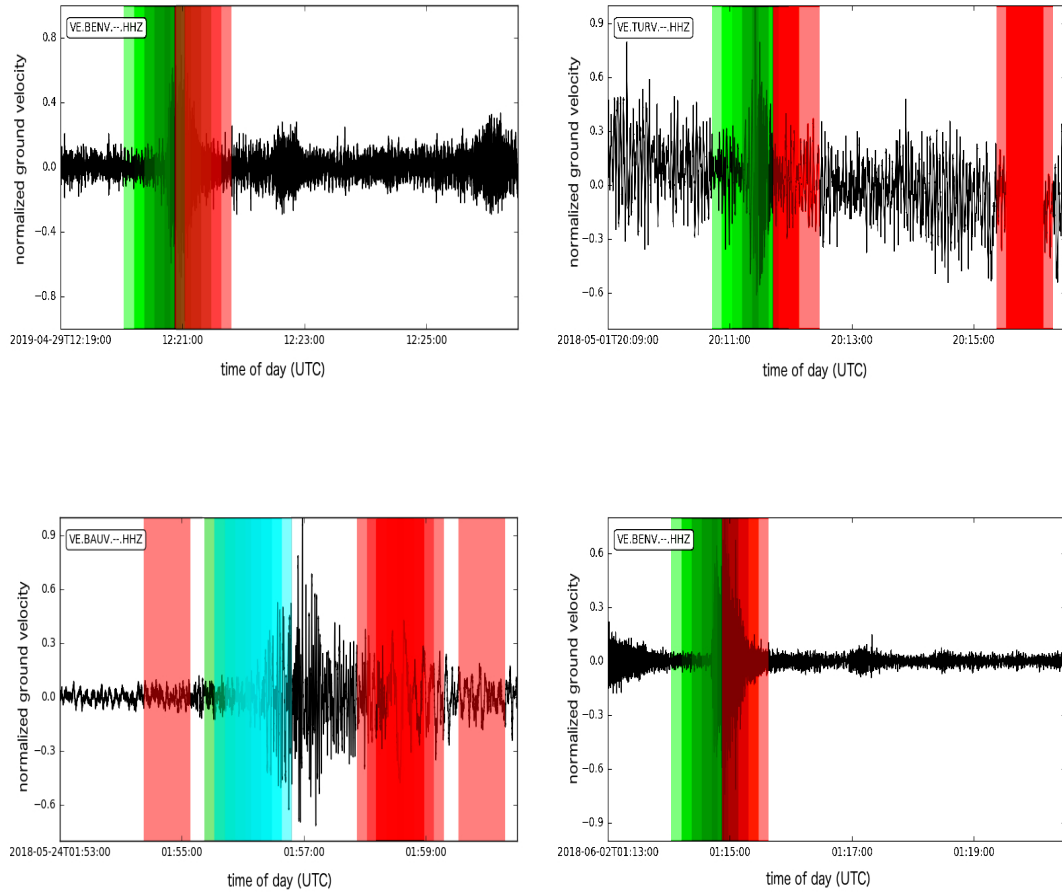 VE.BENV.--.HHZ
normalized ground velocity
0.8
0.4
0.0
−0.4
−0.8
2019-04-29T12:19:00
12:21:00
12:23:00
12:25:00
time of day (UTC)
VE.TURV.--.HHZ
normalized ground velocity
0.9
0.6
0.3
0.0
−0.3
−0.6
2018-05-01T20:09:00
20:11:00
20:13:00
20:15:00
time of day (UTC)
VE.BAUV.--.HHZ
normalized ground velocity
0.9
0.6
0.3
0.0
−0.3
−0.6
2018-05-24T01:53:00
01:55:00
01:57:00
01:59:00
time of day (UTC)
VE.BENV.--.HHZ
normalized ground velocity
0.6
0.3
0.0
−0.3
−0.6
−0.9
2018-06-02T01:13:00
01:15:00
01:17:00
01:19:00
time of day (UTC)